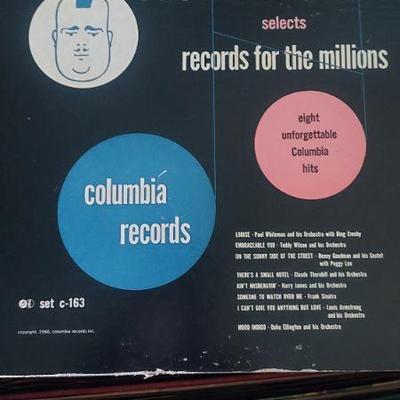 selects
records for the millions
eight
unforgettable
Columbia
hits
columbia
records
LOUISE - Paul Whiteman and his Orchestra with Bing Crosby
EMBRACEABLE YOU - Teddy Wilson and his Orchestra
ON THE SUNNY SIDE OF THE STREET - Benny Goodman and his Sextet
with Peggy Lee
THERE'S A SMALL HOTEL - Claude Thornhill and his Orchestra
AIN'T MISBEHAVIN' - Harry James and his Orchestra
SOMEONE TO WATCH OVER ME - Frank Sinatra
I CAN'T GIVE YOU ANYTHING BUT LOVE - Louis Armstrong
and his Orchestra
MOOD INDIGO - Duke Ellington and his Orchestra
set c-163
copyright, 1948, columbia records inc.